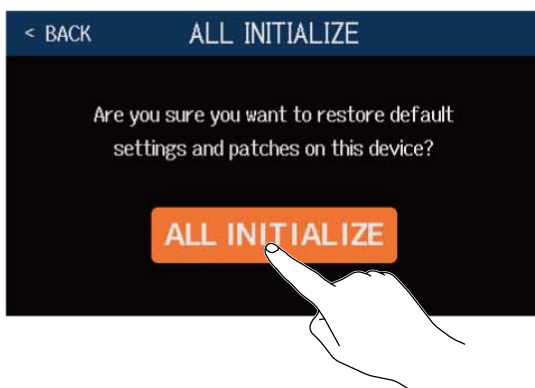 < BACK
ALL INITIALIZE
Are you sure you want to restore default
settings and patches on this device?
ALL INITIALIZE